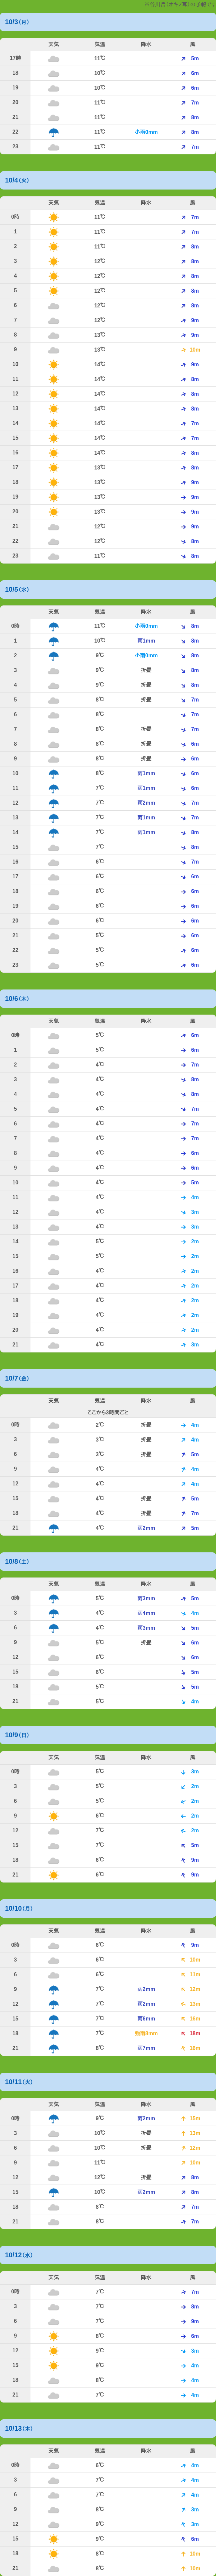 10/3(月)
天気 気温 降水 風
17時 11℃ 5m
18 10℃ 6m
19 10℃ 6m
20 11℃ 7m
21 11℃ 8m
22 11℃ 小雨0mm 8m
23 11℃ 7m
10/4(火)
天気 気温 降水 風
0時 11℃ 7m
1 11℃ 7m
2 11℃ 8m
3 12℃ 8m
4 12℃ 8m
5 12℃ 8m
6 12℃ 8m
7 12℃ 9m
8 13℃ 9m
9 13℃ 10m
10 14℃ 9m
11 14℃ 8m
12 14℃ 8m
13 14℃ 8m
14 14℃ 7m
15 14℃ 7m
16 14℃ 8m
17 13℃ 8m
18 13℃ 9m
19 13℃ 9m
20 12℃ 9m
21 12℃ 9m
22 12℃ 8m
23 11℃ 8m
10/5(水)
天気 気温 降水 風
0時 11℃ 小雨0mm 8m
1 10℃ 雨1mm 8m
2 9℃ 小雨0mm 8m
3 9℃ 折畳 8m
4 9℃ 折畳 8m
5 8℃ 折畳 7m
6 8℃ 7m
7 8℃ 折畳 7m
8 8℃ 折畳 6m
9 8℃ 折畳 6m
10 8℃ 雨1mm 6m
11 7℃ 雨1mm 6m
12 7℃ 雨2mm 7m
13 7℃ 雨1mm 7m
14 7℃ 雨1mm 8m
15 7℃ 8m
16 6℃ 7m
17 6℃ 6m
18 6℃ 6m
19 6℃ 6m
20 6℃ 6m
21 5℃ 6m
22 5℃ 6m
23 5℃ 6m
10/6(木)
天気 気温 降水 風
0時 5℃ 6m
1 5℃ 6m
2 4℃ 7m
3 4℃ 8m
4 4℃ 8m
5 4℃ 7m
6 4℃ 7m
7 4℃ 7m
8 4℃ 6m
9 4℃ 6m
10 4℃ 5m
11 4℃ 4m
12 4℃ 3m
13 4℃ 3m
14 5℃ 2m
15 5℃ 2m
16 4℃ 2m
17 4℃ 2m
18 4℃ 2m
19 4℃ 2m
20 4℃ 2m
21 4℃ 3m
10/7(金)
天気 気温 降水 風
ここから3時間ごと
0時 2℃ 折畳 4m
3 3℃ 折畳 4m
6 3℃ 折畳 5m
9 4℃ 4m
12 4℃ 4m
15 4℃ 折畳 5m
18 4℃ 折畳 7m
21 4℃ 雨2mm 5m
10/8(土)
天気 気温 降水 風
0時 5℃ 雨3mm 5m
3 4℃ 雨4mm 4m
6 4℃ 雨3mm 5m
9 5℃ 折畳 6m
12 6℃ 6m
15 6℃ 5m
18 5℃ 5m
21 5℃ 4m
10/9(日)
天気 気温 降水 風
0時 5℃ 3m
3 5℃ 2m
6 5℃ 2m
9 6℃ 2m
12 7℃ 2m
15 7℃ 5m
18 6℃ 9m
21 6℃ 9m
10/10(月)
天気 気温 降水 風
0時 6℃ 9m
3 6℃ 10m
6 6℃ 11m
9 7℃ 雨2mm 12m
12 7℃ 雨2mm 13m
15 7℃ 雨6mm 16m
18 7℃ 18m
21 8℃ 雨7mm 16m
10/11(火)
天気 気温 降水 風
0時 9℃ 雨2mm 15m
3 10℃ 折畳 13m
6 10℃ 折畳 12m
9 11℃ 10m
12 12℃ 折畳 8m
15 10℃ 雨2mm 8m
18 8℃ 7m
21 8℃ 7m
10/12(水)
天気 気温 降水 風
0時 7℃ 7m
3 7℃ 8m
6 7℃ 9m
9 8℃ 6m
12 9℃ 3m
15 9℃ 4m
18 8℃ 4m
21 7℃ 4m
10/13(木)
天気 気温 降水 風
0時 6℃ 4m
3 7℃ 4m
6 7℃ 4m
9 8℃ 3m
12 9℃ 3m
15 9℃ 6m
18 8℃ 10m
21 8℃ 10m